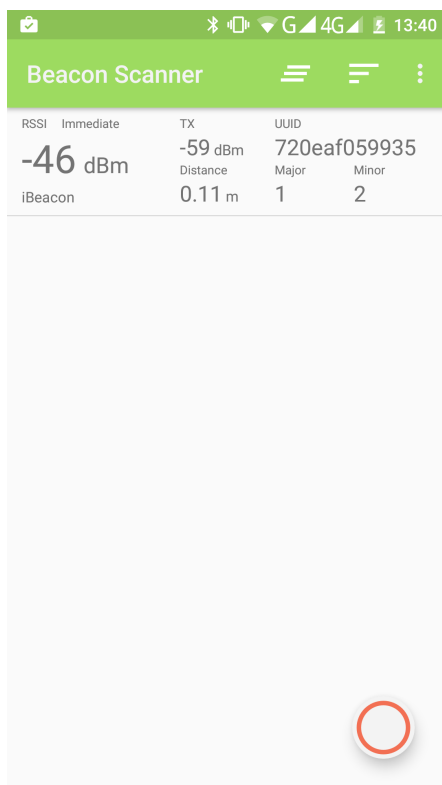 G 4G 13:40
Beacon Scanner
RSSI Immediate TX UUID
-46 dBm -59 dBm 720eaf059935
Distance Major Minor
iBeacon 0.11 m 1 2